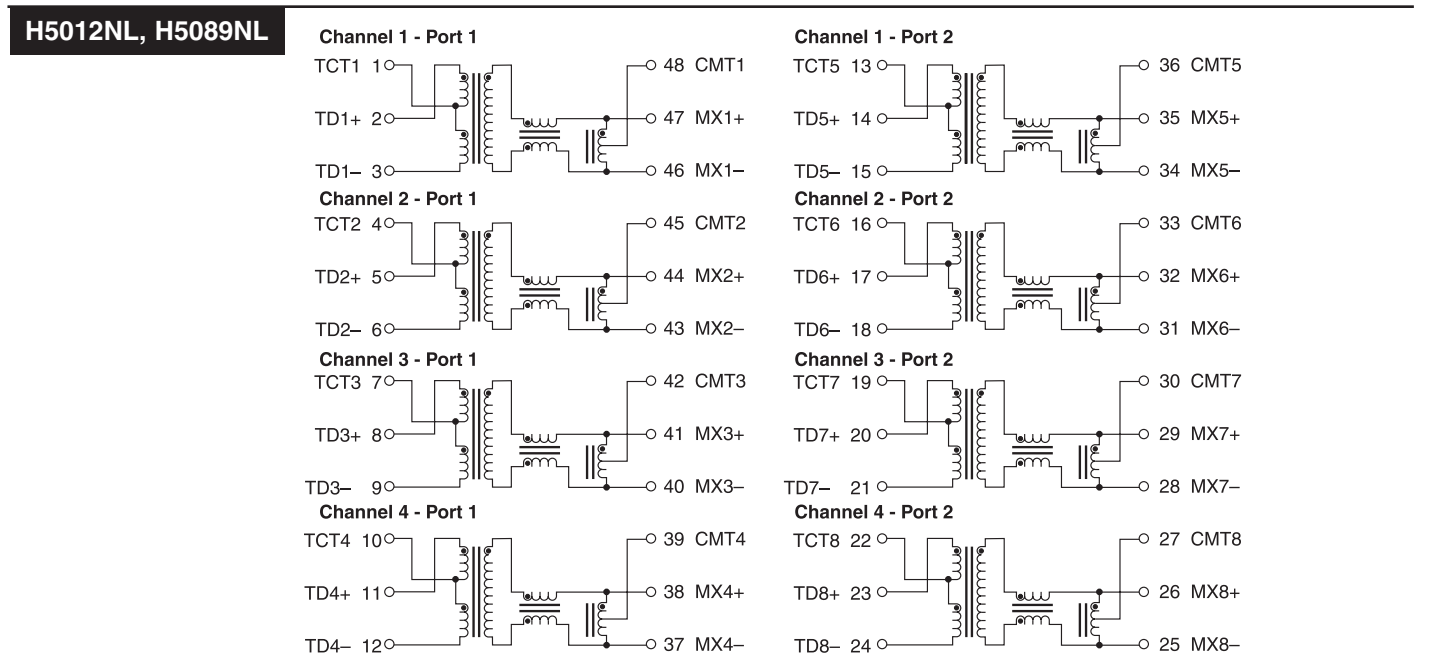 H5012NL, H5089NL
Channel 1 - Port 1
TCT1 1 48 CMT1
TD1+ 2 47 MX1+
TD1– 3 46 MX1–
Channel 2 - Port 1
TCT2 4 45 CMT2
TD2+ 5 44 MX2+
TD2– 6 43 MX2–
Channel 3 - Port 1
TCT3 7 42 CMT3
TD3+ 8 41 MX3+
TD3– 9 40 MX3–
Channel 4 - Port 1
TCT4 10 39 CMT4
TD4+ 11 38 MX4+
TD4– 12 37 MX4–
Channel 1 - Port 2
TCT5 13 36 CMT5
TD5+ 14 35 MX5+
TD5– 15 34 MX5–
Channel 2 - Port 2
TCT6 16 33 CMT6
TD6+ 17 32 MX6+
TD6– 18 31 MX6–
Channel 3 - Port 2
TCT7 19 30 CMT7
TD7+ 20 29 MX7+
TD7– 21 28 MX7–
Channel 4 - Port 2
TCT8 22 27 CMT8
TD8+ 23 26 MX8+
TD8– 24 25 MX8–